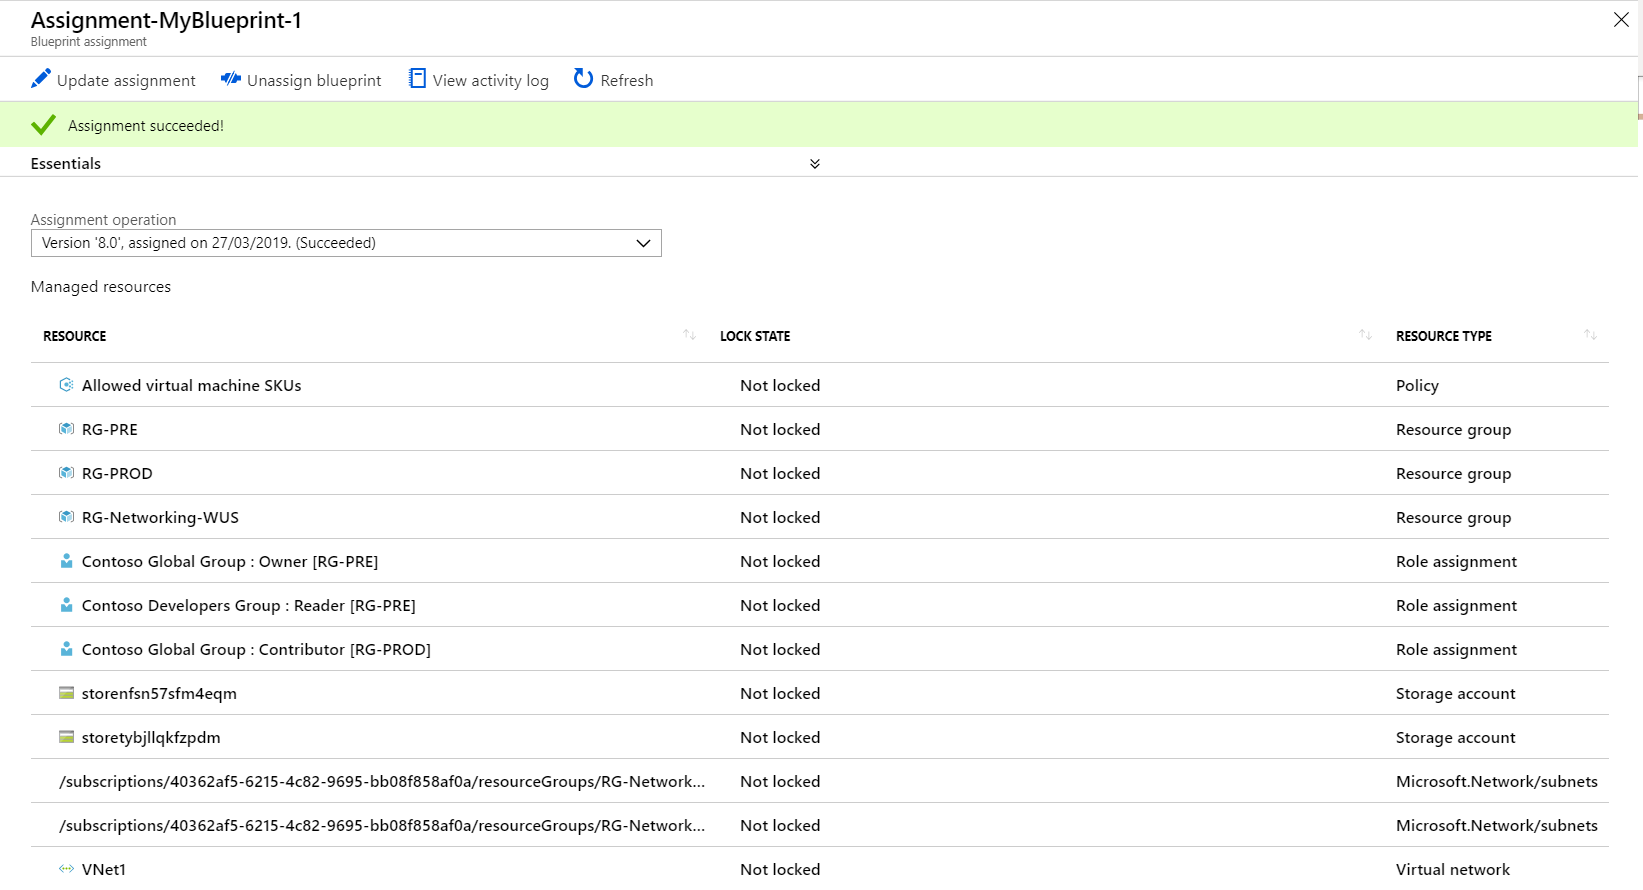 Assignment-MyBlueprint-1
Blueprint assignment
Update assignment Unassign blueprint View activity log Refresh
Assignment succeeded!
Essentials
Assignment operation
Version '8.0', assigned on 27/03/2019. (Succeeded)
Managed resources
RESOURCE LOCK STATE RESOURCE TYPE
Allowed virtual machine SKUs Not locked Policy
RG-PRE Not locked Resource group
RG-PROD Not locked Resource group
RG-Networking-WUS Not locked Resource group
Contoso Global Group : Owner [RG-PRE] Not locked Role assignment
Contoso Developers Group : Reader [RG-PRE] Not locked Role assignment
Contoso Global Group : Contributor [RG-PROD] Not locked Role assignment
storenfsn57sfm4eqm Not locked Storage account
storetybjllqkfzpdm Not locked Storage account
/subscriptions/40362af5-6215-4c82-9695-bb08f858af0a/resourceGroups/RG-Network... Not locked Microsoft.Network/subnets
/subscriptions/40362af5-6215-4c82-9695-bb08f858af0a/resourceGroups/RG-Network... Not locked Microsoft.Network/subnets
VNet1 Not locked Virtual network